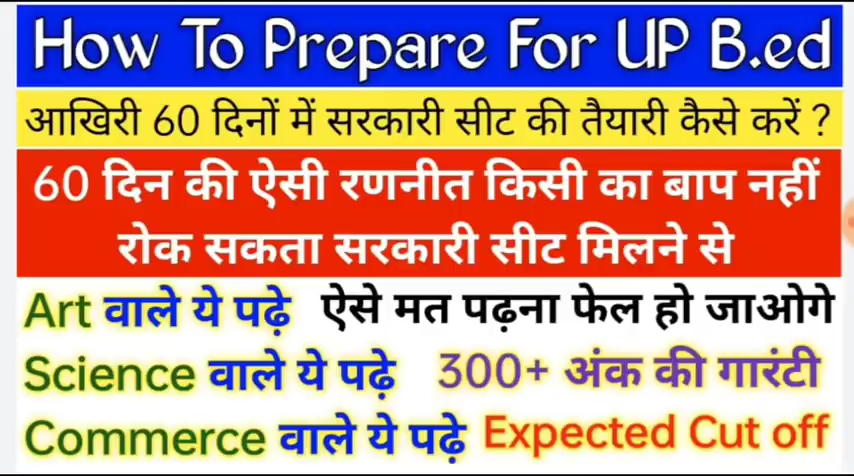 How To Prepare For UP B.ed
आखिरी 60 दिनों में सरकारी सीट की तैयारी कैसे करें ?
60 दिन की ऐसी रणनीत किसी का बाप नहीं
रोक सकता सरकारी सीट मिलने से
Art वाले ये पढ़े ऐसे मत पढ़ना फेल हो जाओगे
Science वाले ये पढ़े 300+ अंक की गारंटी
Commerce वाले ये पढ़े Expected Cut off